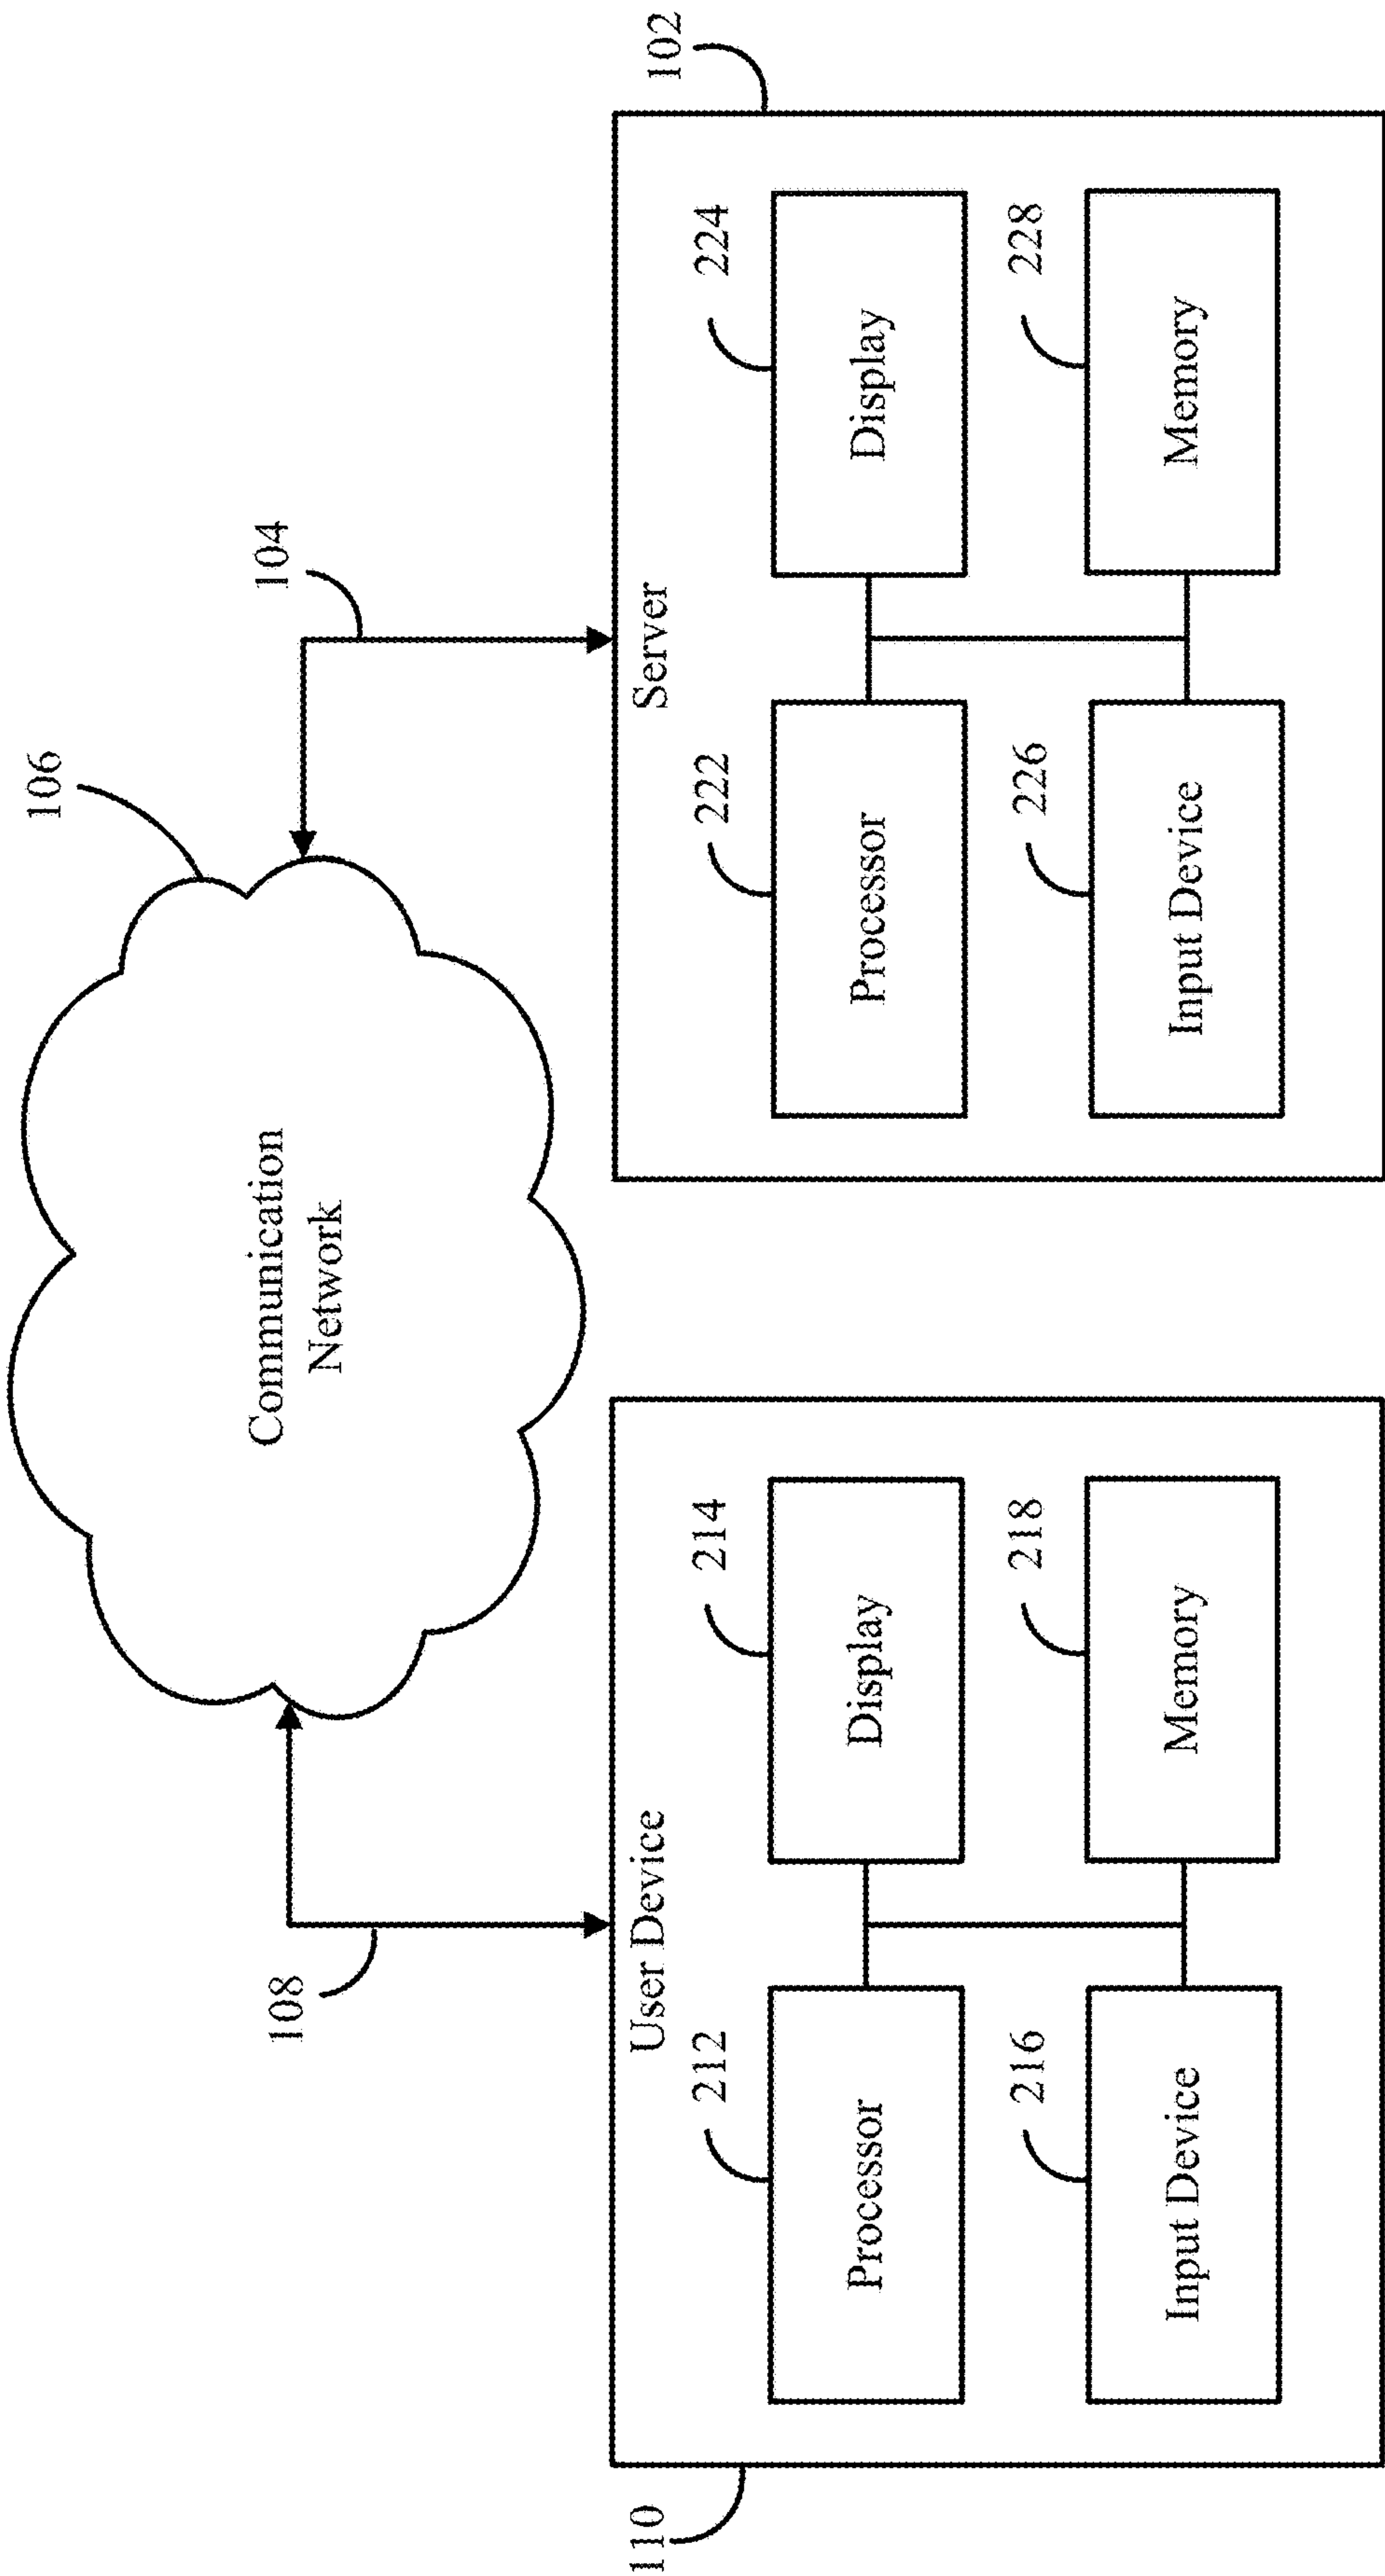 106
Communication
Network
104
108
110
User Device
212
Processor
214
Display
216
Input Device
218
Memory
102
Server
222
Processor
224
Display
226
Input Device
228
Memory